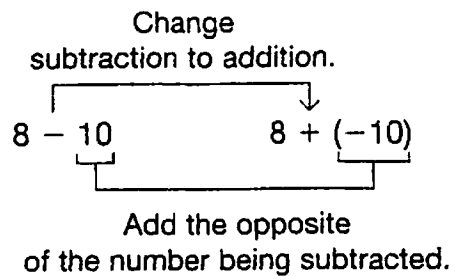 Change
subtraction to addition.
8 − 10 8 + (−10)
Add the opposite
of the number being subtracted.